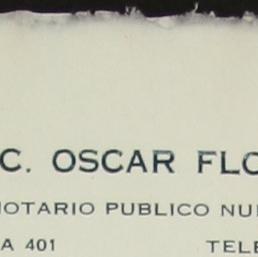 C. OSCAR FLO
NOTARIO PUBLICO NU
A 401 TELE